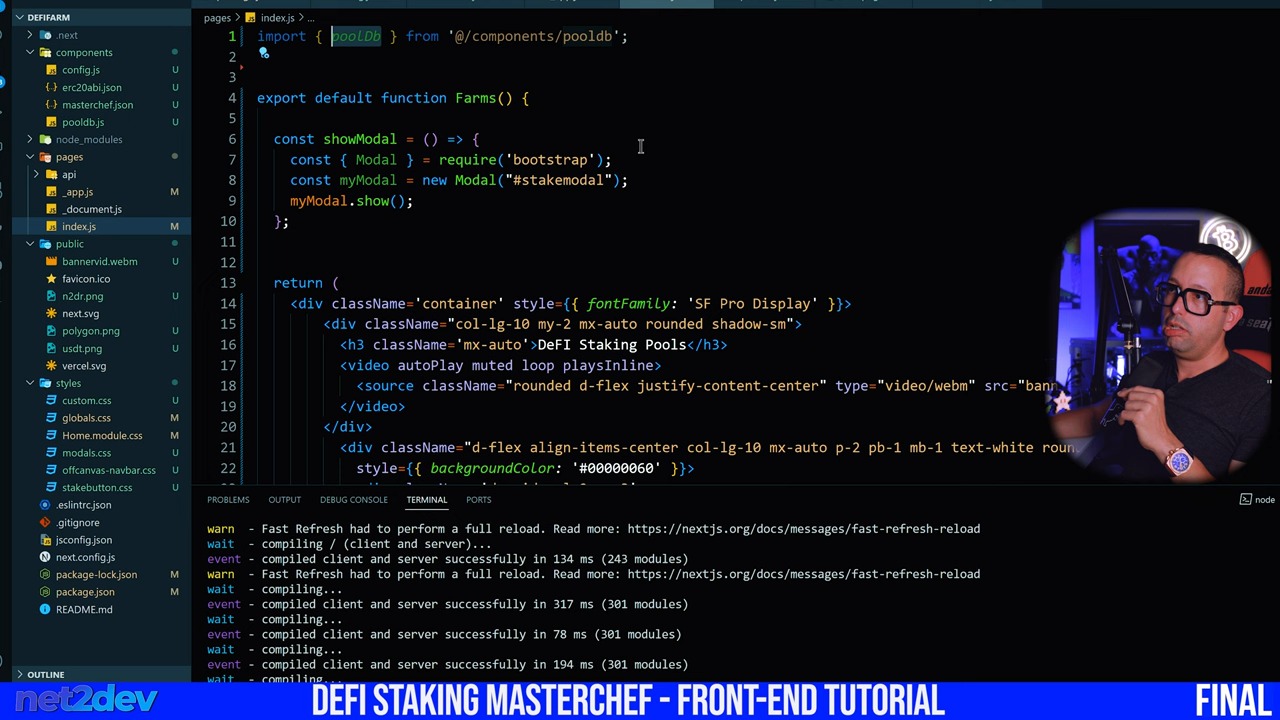 DEFIFARM
.next
components
config.js U
erc20abi.json U
masterchef.json U
pooldb.js U
node_modules
pages
api
_app.js M
_document.js
index.js M
public
bannervid.webm U
favicon.ico
n2dr.png U
next.svg
polygon.png U
usdt.png U
vercel.svg
styles
custom.css U
globals.css M
Home.module.css M
modals.css U
offcanvas-navbar.css U
stakebutton.css U
.eslintrc.json
.gitignore
jsconfig.json
next.config.js
package-lock.json M
package.json M
README.md
OUTLINE
pages > index.js > ...
1 import { poolDb } from '@/components/pooldb';
2
3
4 export default function Farms() {
5
6 const showModal = () => {
7 const { Modal } = require('bootstrap');
8 const myModal = new Modal("#stakemodal");
9 myModal.show();
10 };
11
12
13 return (
14 <div className='container' style={{ fontFamily: 'SF Pro Display' }}>
15 <div className="col-lg-10 my-2 mx-auto rounded shadow-sm">
16 <h3 className='mx-auto'>DeFI Staking Pools</h3>
17 <video autoPlay muted loop playsInline>
18 <source className="rounded d-flex justify-content-center" type="video/webm" src="
19 </video>
20 </div>
21 <div className="d-flex align-items-center col-lg-10 mx-auto p-2 pb-1 mb-1 text-white
22 style={{ backgroundColor: '#00000060' }}>
PROBLEMS OUTPUT DEBUG CONSOLE TERMINAL PORTS
node
warn - Fast Refresh had to perform a full reload. Read more: https://nextjs.org/docs/messages/fast-refresh-reload
wait - compiling / (client and server)...
event - compiled client and server successfully in 134 ms (243 modules)
warn - Fast Refresh had to perform a full reload. Read more: https://nextjs.org/docs/messages/fast-refresh-reload
wait - compiling...
event - compiled client and server successfully in 317 ms (301 modules)
wait - compiling...
event - compiled client and server successfully in 78 ms (301 modules)
wait - compiling...
event - compiled client and server successfully in 194 ms (301 modules)
wait - compiling...
net2dev
DEFI STAKING MASTERCHEF - FRONT-END TUTORIAL
FINAL